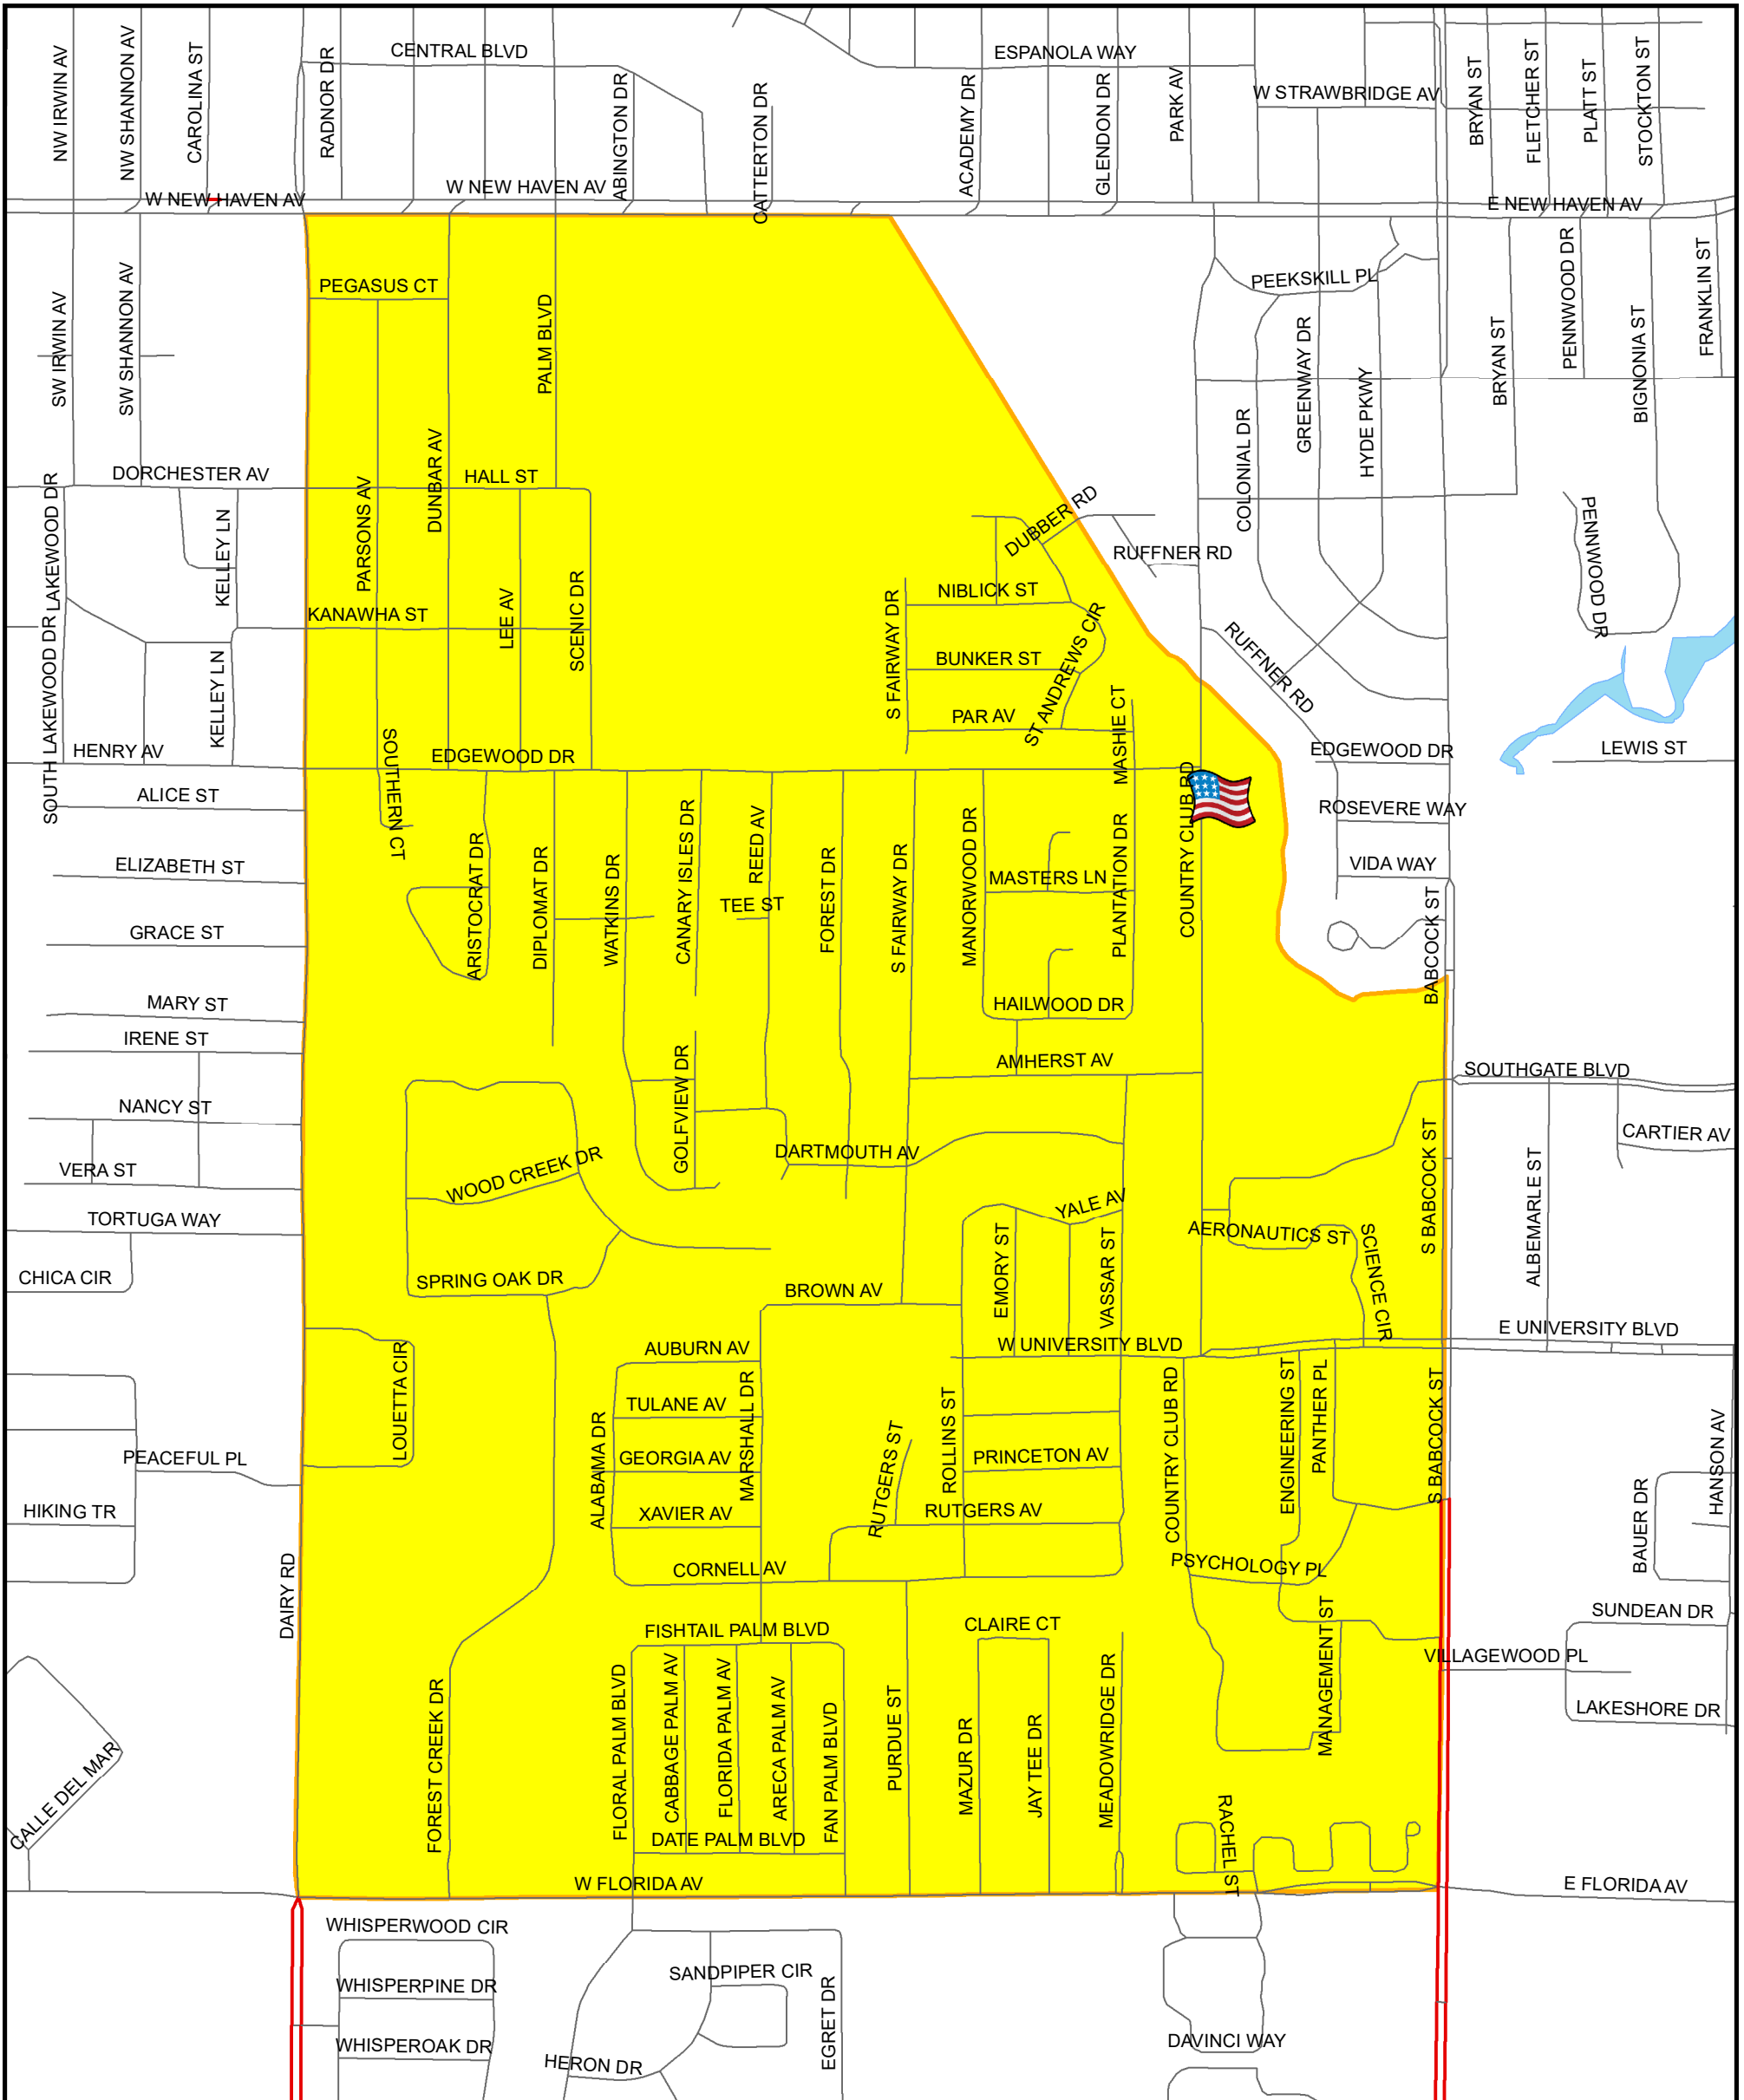 NW IRWIN AV
NW SHANNON AV
CAROLINA ST
RADNOR DR
CENTRAL BLVD
ABINGTON DR
CATTERTON DR
ESPANOLA WAY
ACADEMY DR
GLENDON DR
PARK AV
W STRAWBRIDGE AV
BRYAN ST
FLETCHER ST
PLATT ST
STOCKTON ST
W NEW HAVEN AV
W NEW HAVEN AV
E NEW HAVEN AV
SW IRWIN AV
SW SHANNON AV
PEGASUS CT
PALM BLVD
PEEKSKILL PL
GREENWAY DR
HYDE PKWY
COLONIAL DR
BRYAN ST
PENNWOOD DR
BIGNONIA ST
FRANKLIN ST
DORCHESTER AV
HALL ST
DUNBAR AV
PARSONS AV
KELLEY LN
LAKEWOOD DR
SOUTH LAKEWOOD DR
DUBBER RD
RUFFNER RD
PENNWOOD DR
NIBLICK ST
KANAWHA ST
LEE AV
SCENIC DR
S FAIRWAY DR
BUNKER ST
ST ANDREWS CIR
RUFFNER RD
KELLEY LN
PAR AV
MASHIE CT
HENRY AV
SOUTHERN CT
EDGEWOOD DR
EDGEWOOD DR
LEWIS ST
ALICE ST
COUNTRY CLUB RD
ROSEVERE WAY
ELIZABETH ST
ARISTOCRAT DR
DIPLOMAT DR
WATKINS DR
CANARY ISLES DR
REED AV
TEE ST
FOREST DR
S FAIRWAY DR
MANORWOOD DR
MASTERS LN
PLANTATION DR
VIDA WAY
BABCOCK ST
GRACE ST
MARY ST
HAILWOOD DR
IRENE ST
GOLFVIEW DR
AMHERST AV
SOUTHGATE BLVD
NANCY ST
CARTIER AV
DARTMOUTH AV
S BABCOCK ST
ALBEMARLE ST
VERA ST
WOOD CREEK DR
YALE AV
TORTUGA WAY
AERONAUTICS ST
SCIENCE CIR
EMORY ST
VASSAR ST
CHICA CIR
SPRING OAK DR
BROWN AV
E UNIVERSITY BLVD
W UNIVERSITY BLVD
AUBURN AV
LOUETTA CIR
TULANE AV
MARSHALL DR
ALABAMA DR
ROLLINS ST
COUNTRY CLUB RD
ENGINEERING ST
PANTHER PL
S BABCOCK ST
HANSON AV
PEACEFUL PL
GEORGIA AV
RUTGERS ST
PRINCETON AV
HIKING TR
XAVIER AV
RUTGERS AV
BAUER DR
DAIRY RD
CORNELL AV
PSYCHOLOGY PL
SUNDEAN DR
FISHTAIL PALM BLVD
CLAIRE CT
MANAGEMENT ST
VILLAGEWOOD PL
FOREST CREEK DR
FLORAL PALM BLVD
CABBAGE PALM AV
FLORIDA PALM AV
ARECA PALM AV
FAN PALM BLVD
PURDUE ST
MAZUR DR
JAY TEE DR
MEADOWRIDGE DR
LAKESHORE DR
CALLE DEL MAR
RACHEL ST
DATE PALM BLVD
W FLORIDA AV
E FLORIDA AV
WHISPERWOOD CIR
WHISPERPINE DR
SANDPIPER CIR
EGRET DR
WHISPEROAK DR
HERON DR
DAVINCI WAY